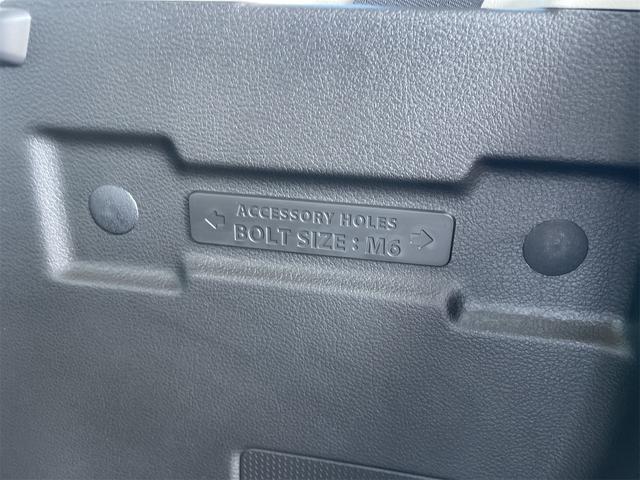 ACCESSORY HOLES
BOLT SIZE : M6